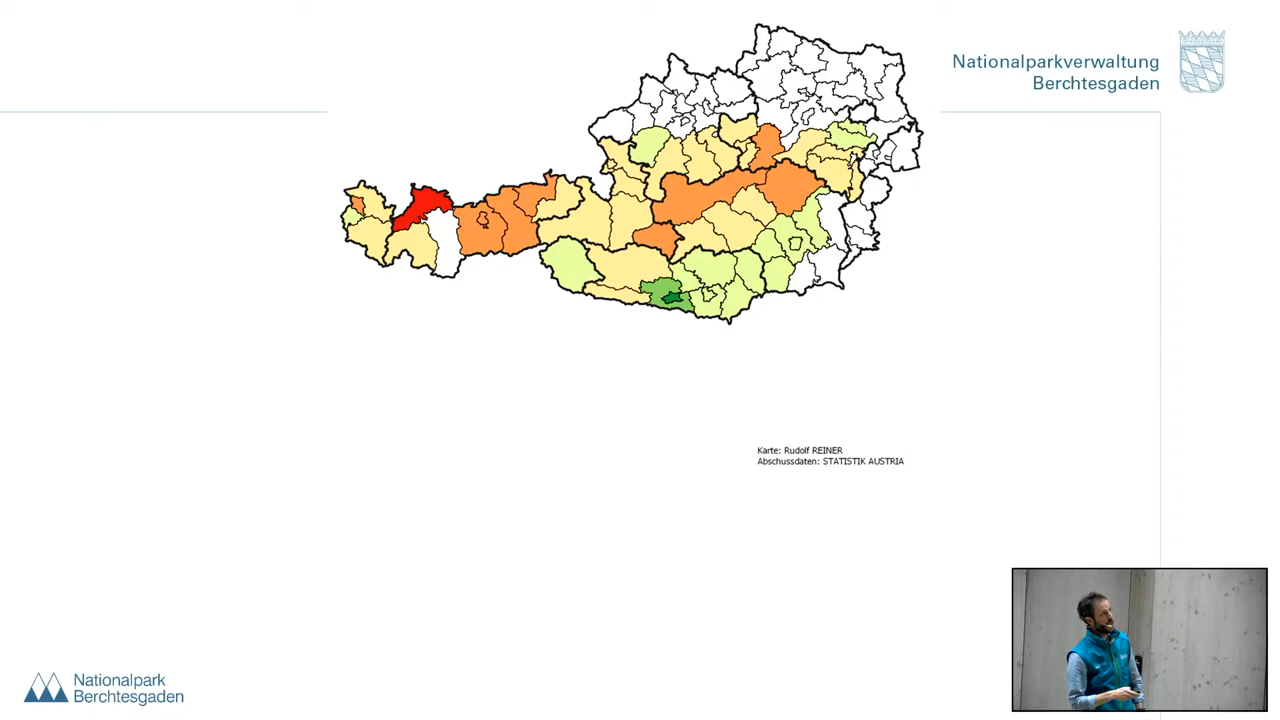 Nationalparkverwaltung
Berchtesgaden
Karte: Rudolf REINER
Abschussdaten: STATISTIK AUSTRIA
Nationalpark
Berchtesgaden